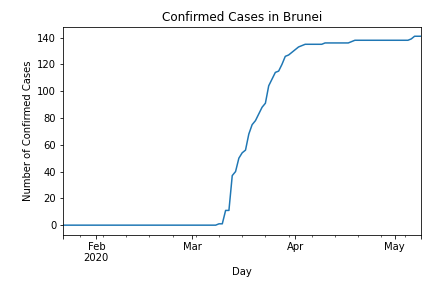 Confirmed Cases in Brunei
140
120
100
80
60
40
20
0
Number of Confirmed Cases
Feb
2020
Mar
Apr
May
Day